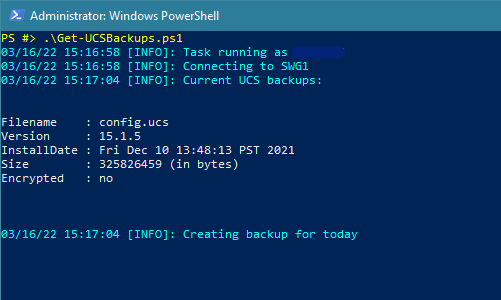 Administrator: Windows PowerShell
PS #> .\Get-UCSBackups.ps1
03/16/22 15:16:58 [INFO]: Task running as
03/16/22 15:16:58 [INFO]: Connecting to SWG1
03/16/22 15:17:04 [INFO]: Current UCS backups:
Filename : config.ucs
Version : 15.1.5
InstallDate : Fri Dec 10 13:48:13 PST 2021
Size : 325826459 (in bytes)
Encrypted : no
03/16/22 15:17:04 [INFO]: Creating backup for today